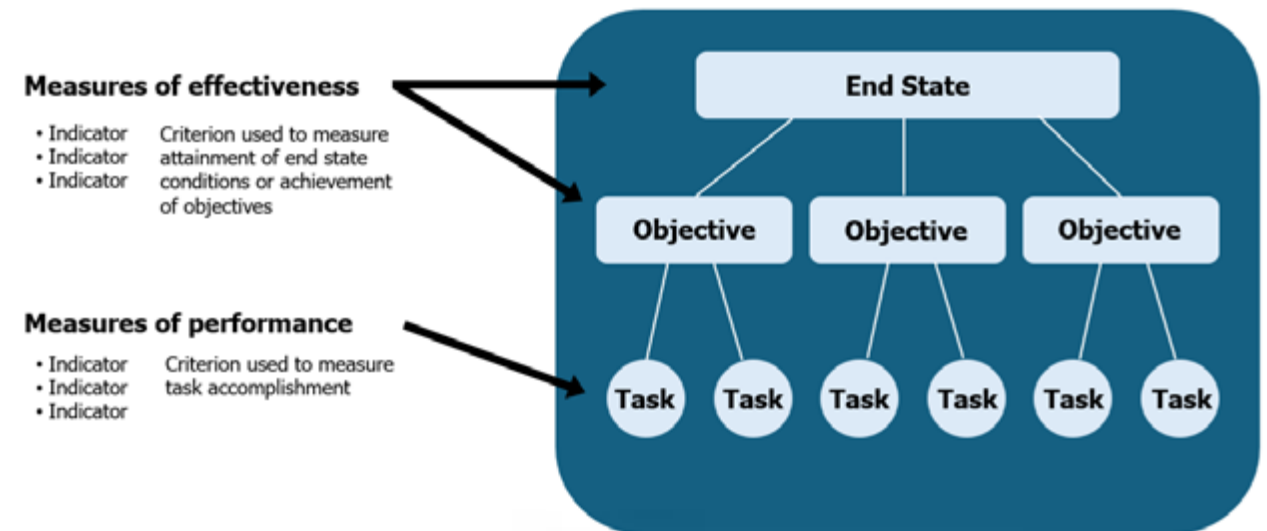 Measures of effectiveness
• Indicator
• Indicator
• Indicator
Criterion used to measure
attainment of end state
conditions or achievement
of objectives
Measures of performance
• Indicator
• Indicator
• Indicator
Criterion used to measure
task accomplishment
End State
Objective
Objective
Objective
Task
Task
Task
Task
Task
Task